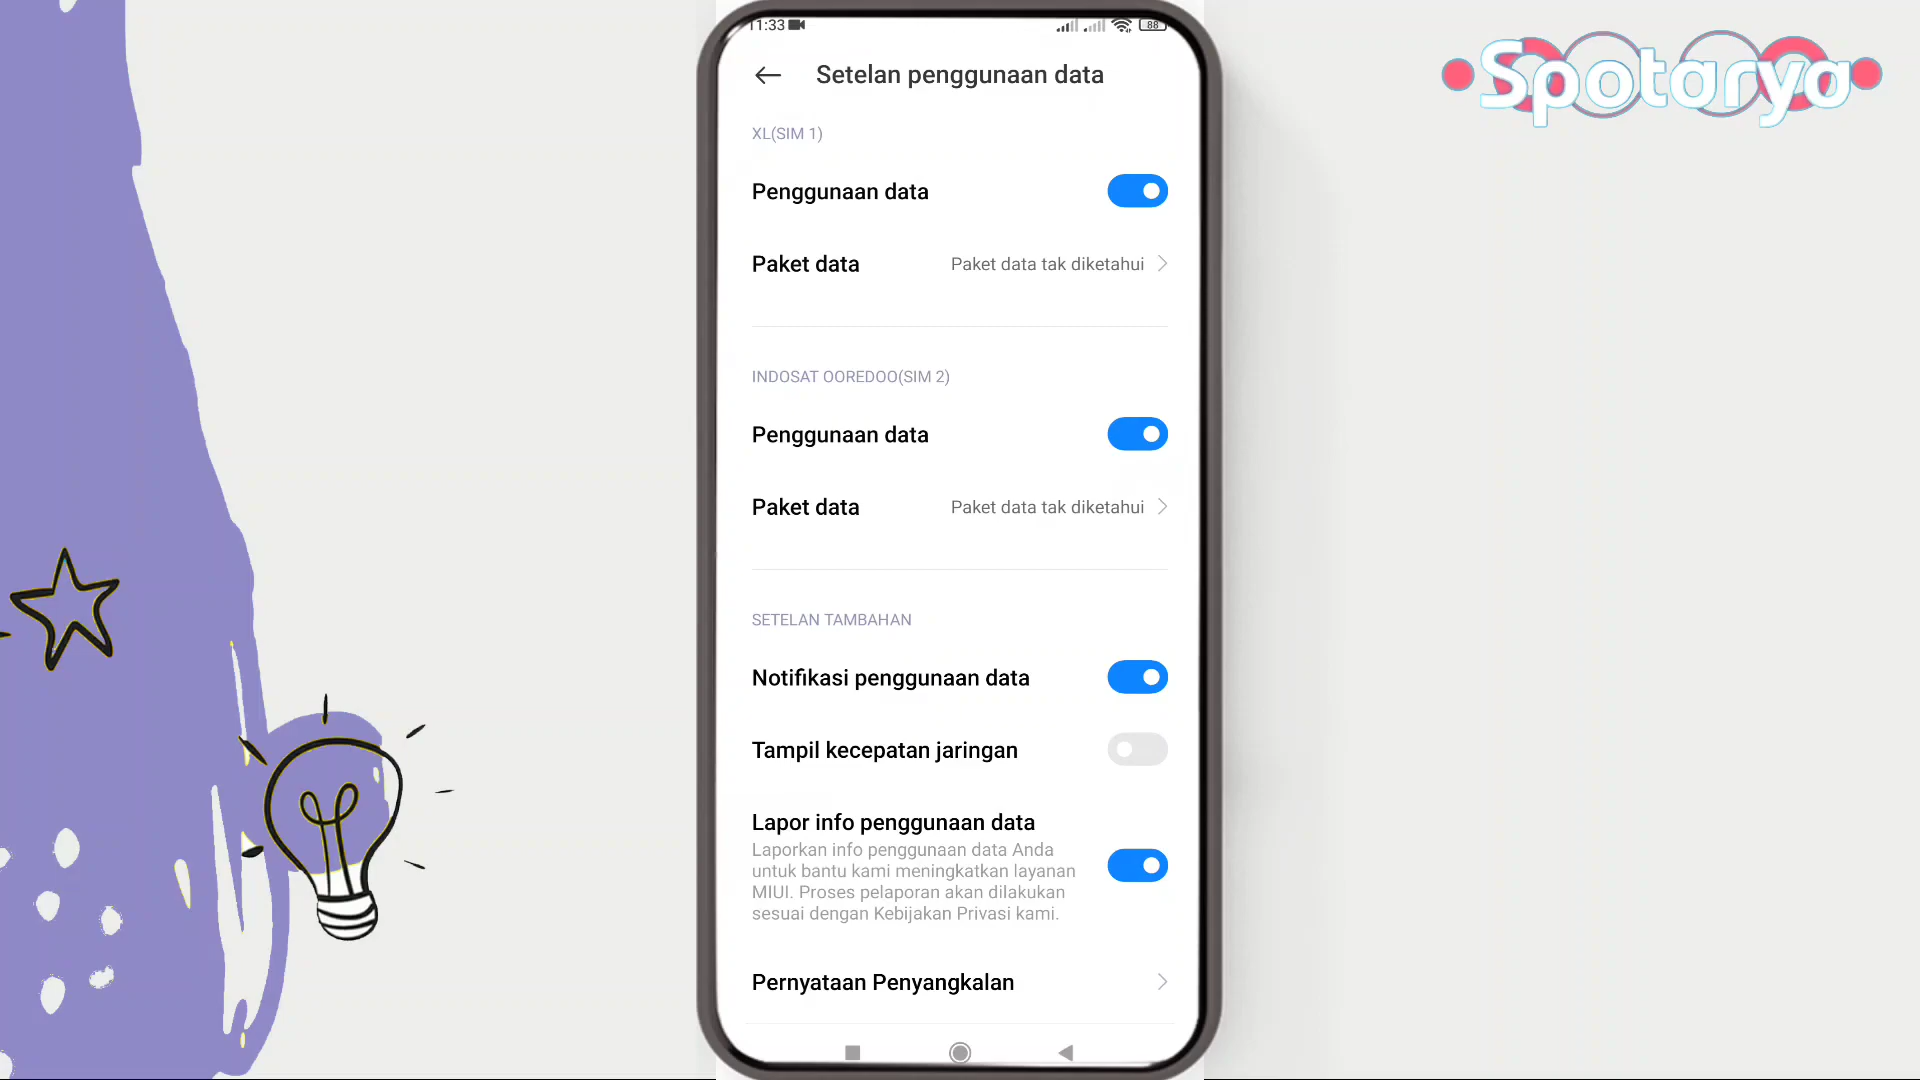 11:33
88
Spotarya
Setelan penggunaan data
XL(SIM 1)
Penggunaan data
Paket data
Paket data tak diketahui
INDOSAT OOREDOO(SIM 2)
Penggunaan data
Paket data
Paket data tak diketahui
SETELAN TAMBAHAN
Notifikasi penggunaan data
Tampil kecepatan jaringan
Lapor info penggunaan data
Laporkan info penggunaan data Anda
untuk bantu kami meningkatkan layanan
MIUI. Proses pelaporan akan dilakukan
sesuai dengan Kebijakan Privasi kami.
Pernyataan Penyangkalan